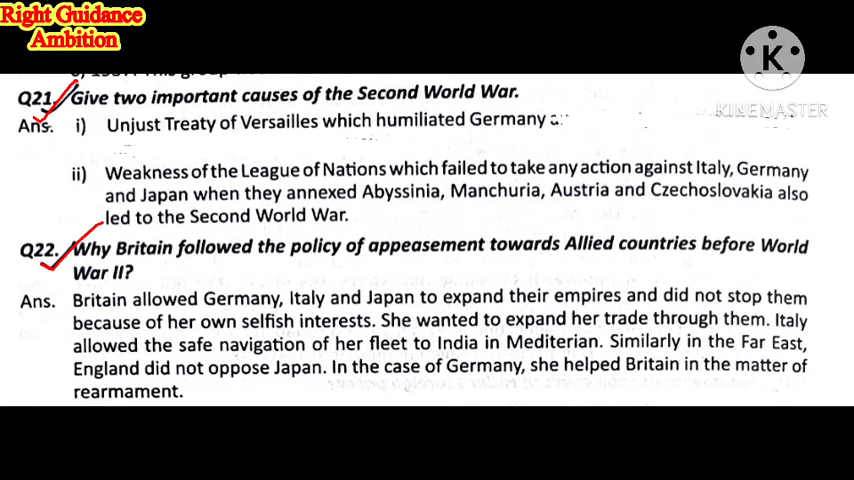 Right Guidance
Ambition
K
KINEMASTER
Q21. Give two important causes of the Second World War.
Ans. i) Unjust Treaty of Versailles which humiliated Germany
ii) Weakness of the League of Nations which failed to take any action against Italy, Germany
and Japan when they annexed Abyssinia, Manchuria, Austria and Czechoslovakia also
led to the Second World War.
Q22. Why Britain followed the policy of appeasement towards Allied countries before World
War II?
Ans. Britain allowed Germany, Italy and Japan to expand their empires and did not stop them
because of her own selfish interests. She wanted to expand her trade through them. Italy
allowed the safe navigation of her fleet to India in Mediterian. Similarly in the Far East,
England did not oppose Japan. In the case of Germany, she helped Britain in the matter of
rearmament.